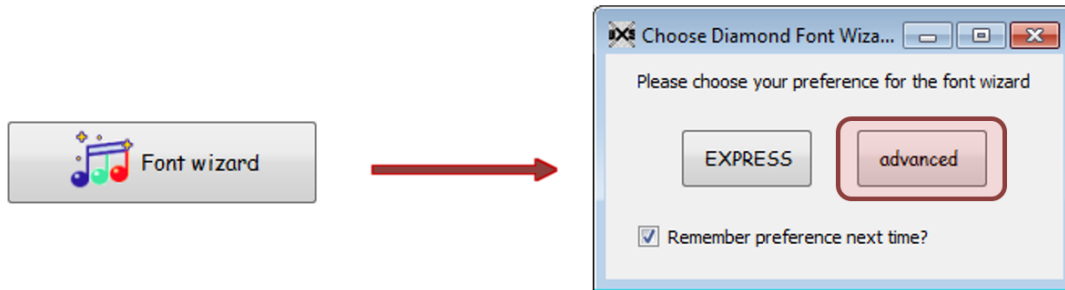 Font wizard
Choose Diamond Font Wiza...
Please choose your preference for the font wizard
EXPRESS
advanced
Remember preference next time?